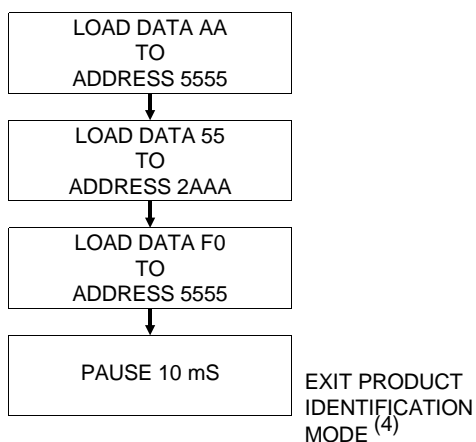 LOAD DATA AA
TO
ADDRESS 5555
LOAD DATA 55
TO
ADDRESS 2AAA
LOAD DATA F0
TO
ADDRESS 5555
PAUSE 10 mS
EXIT PRODUCT
IDENTIFICATION
MODE (4)